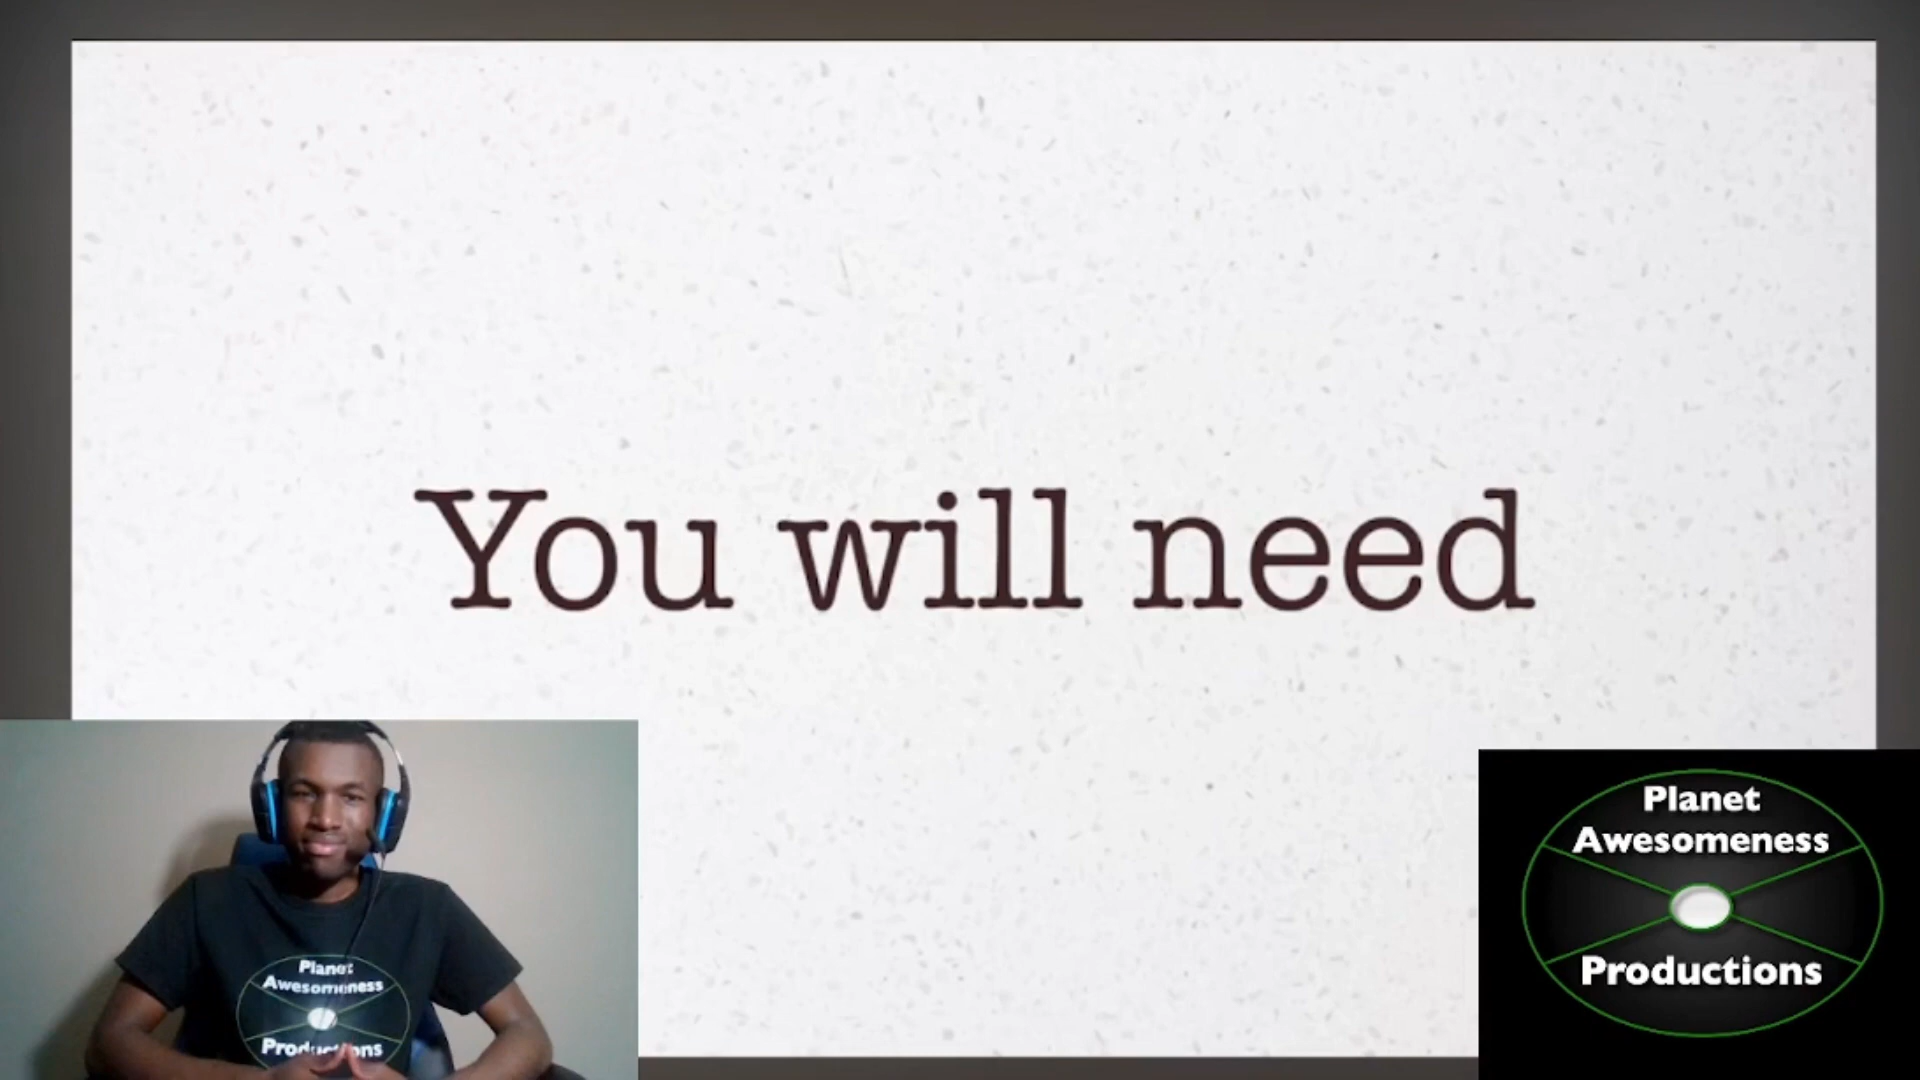 You will need
Planet
Awesomeness
Productions
Planet
Awesomeness
Productions